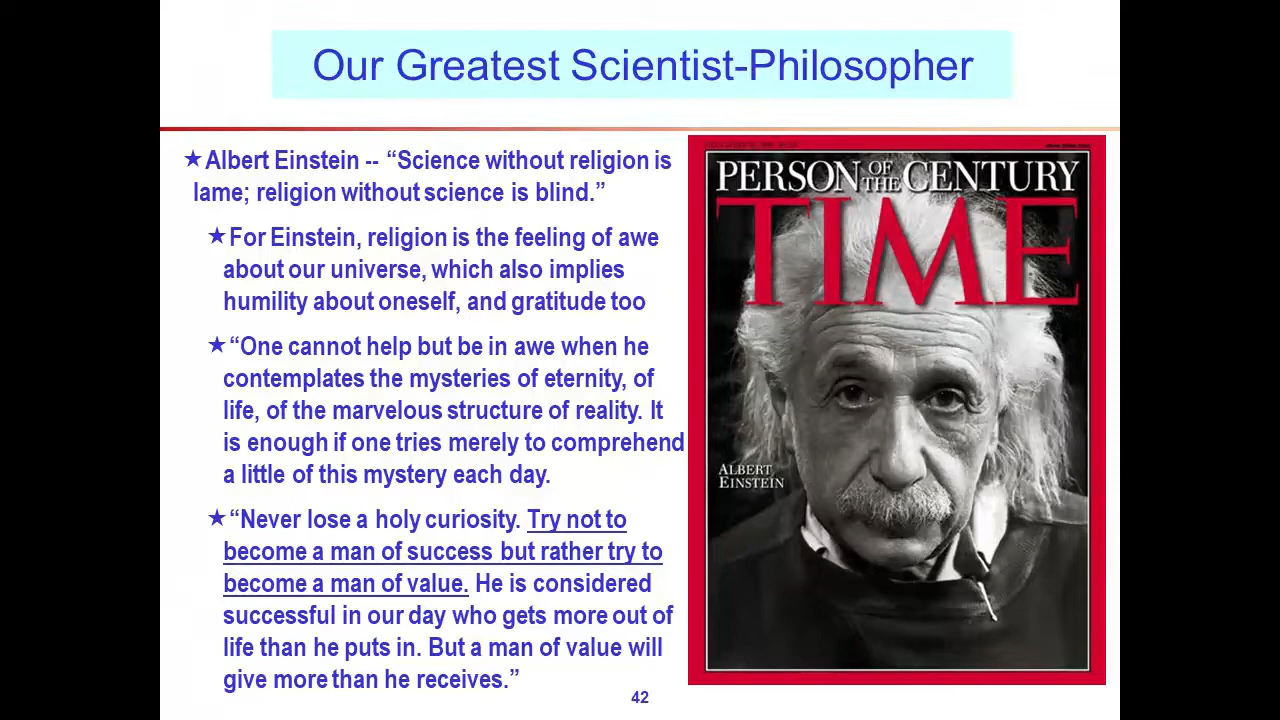 Our Greatest Scientist-Philosopher
★Albert Einstein -- “Science without religion is
lame; religion without science is blind.”
★For Einstein, religion is the feeling of awe
about our universe, which also implies
humility about oneself, and gratitude too
★“One cannot help but be in awe when he
contemplates the mysteries of eternity, of
life, of the marvelous structure of reality. It
is enough if one tries merely to comprehend
a little of this mystery each day.
★“Never lose a holy curiosity. Try not to
become a man of success but rather try to
become a man of value. He is considered
successful in our day who gets more out of
life than he puts in. But a man of value will
give more than he receives.”
PERSON OF THE CENTURY
TIME
ALBERT
EINSTEIN
42